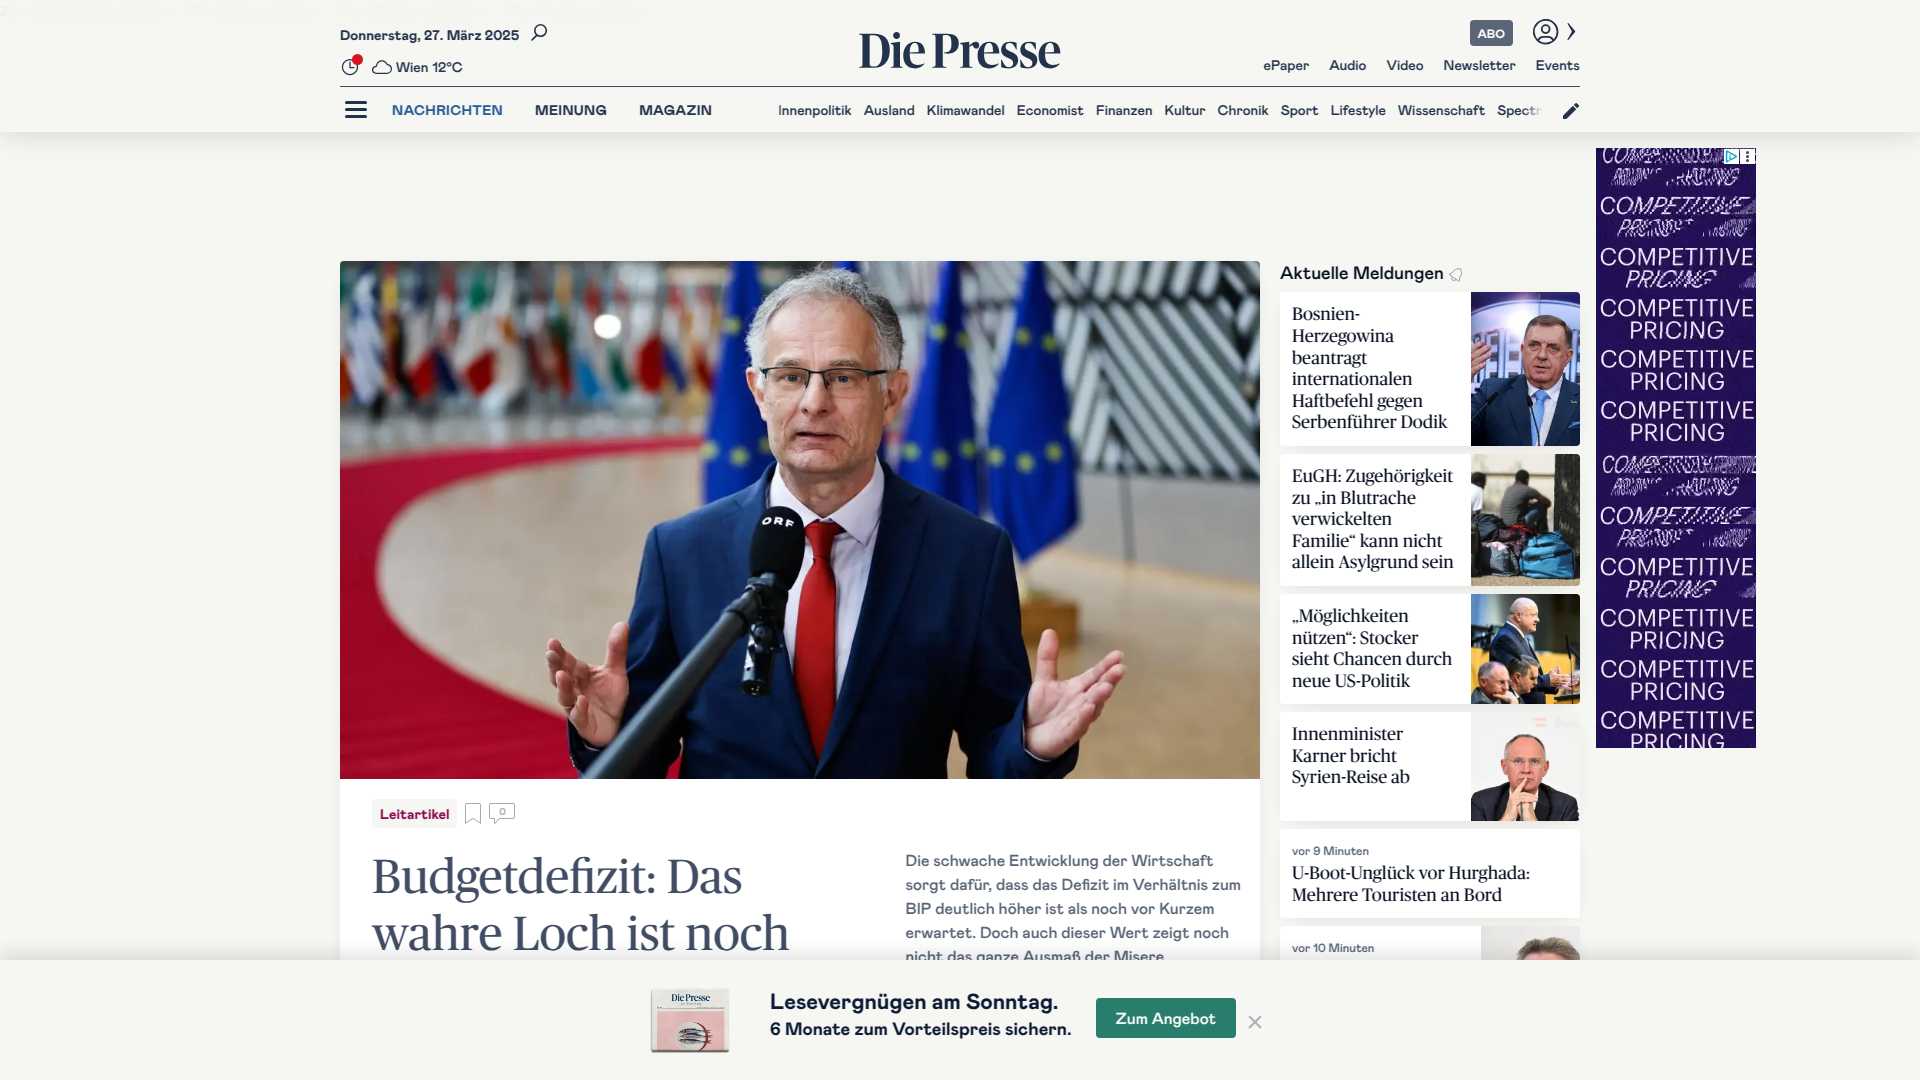 Donnerstag, 27. März 2025
Wien 12°C
Die Presse
ABO
ePaper Audio Video Newsletter Events
NACHRICHTEN MEINUNG MAGAZIN Innenpolitik Ausland Klimawandel Economist Finanzen Kultur Chronik Sport Lifestyle Wissenschaft
ORF
Leitartikel
0
Budgetdefizit: Das
wahre Loch ist noch
Die schwache Entwicklung der Wirtschaft
sorgt dafür, dass das Defizit im Verhältnis zum
BIP deutlich höher ist als noch vor Kurzem
erwartet. Doch auch dieser Wert zeigt noch
nicht das ganze Ausmaß der Misere.
Aktuelle Meldungen
Bosnien-
Herzegowina
beantragt
internationalen
Haftbefehl gegen
Serbenführer Dodik
EuGH: Zugehörigkeit
zu „in Blutrache
verwickelten
Familie“ kann nicht
allein Asylgrund sein
„Möglichkeiten
nützen“: Stocker
sieht Chancen durch
neue US-Politik
Innenminister
Karner bricht
Syrien-Reise ab
vor 9 Minuten
U-Boot-Unglück vor Hurghada:
Mehrere Touristen an Bord
vor 10 Minuten
COMPETITIVE
PRICING
COMPETITIVE
PRICING
COMPETITIVE
PRICING
COMPETITIVE
PRICING
COMPETITIVE
PRICING
COMPETITIVE
PRICING
COMPETITIVE
PRICING
COMPETITIVE
PRICING
COMPETITIVE
PRICING
COMPETITIVE
PRICING
Die Presse
Lesevergnügen am Sonntag.
6 Monate zum Vorteilspreis sichern.
Zum Angebot